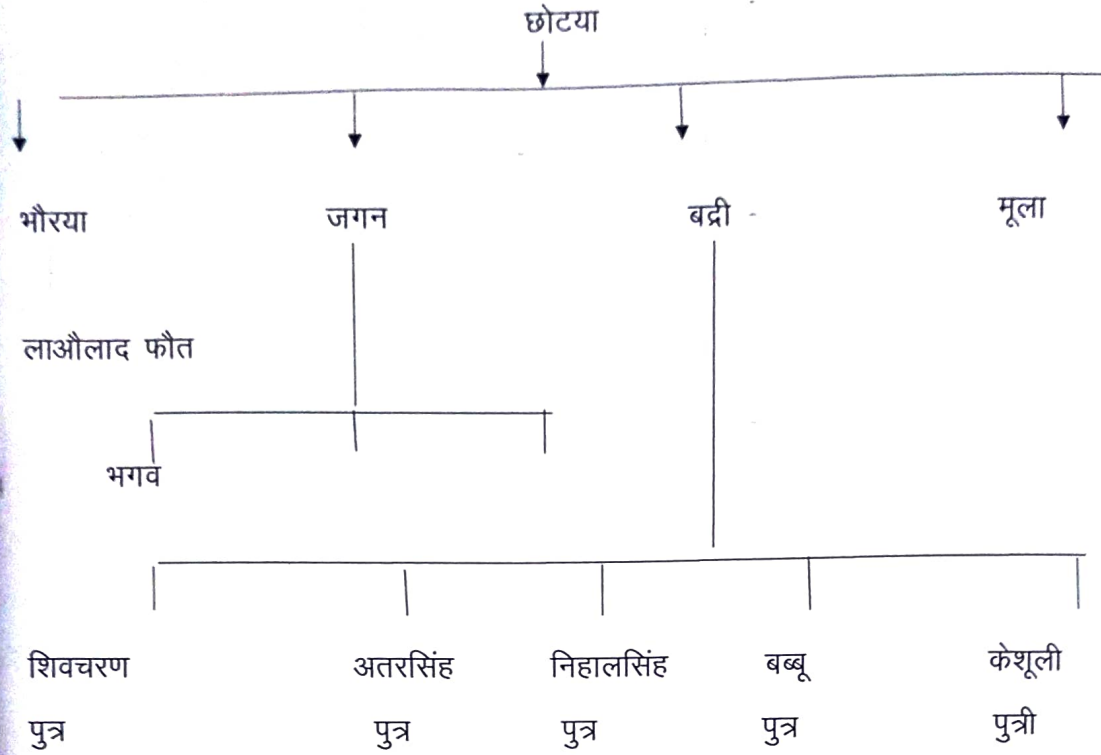 छोटया
भौरया जगन बद्री मूला
लाऔलाद फौत
भगवं
शिवचरण अतरसिंह निहालसिंह बब्बू केशूली
पुत्र पुत्र पुत्र पुत्र पुत्री